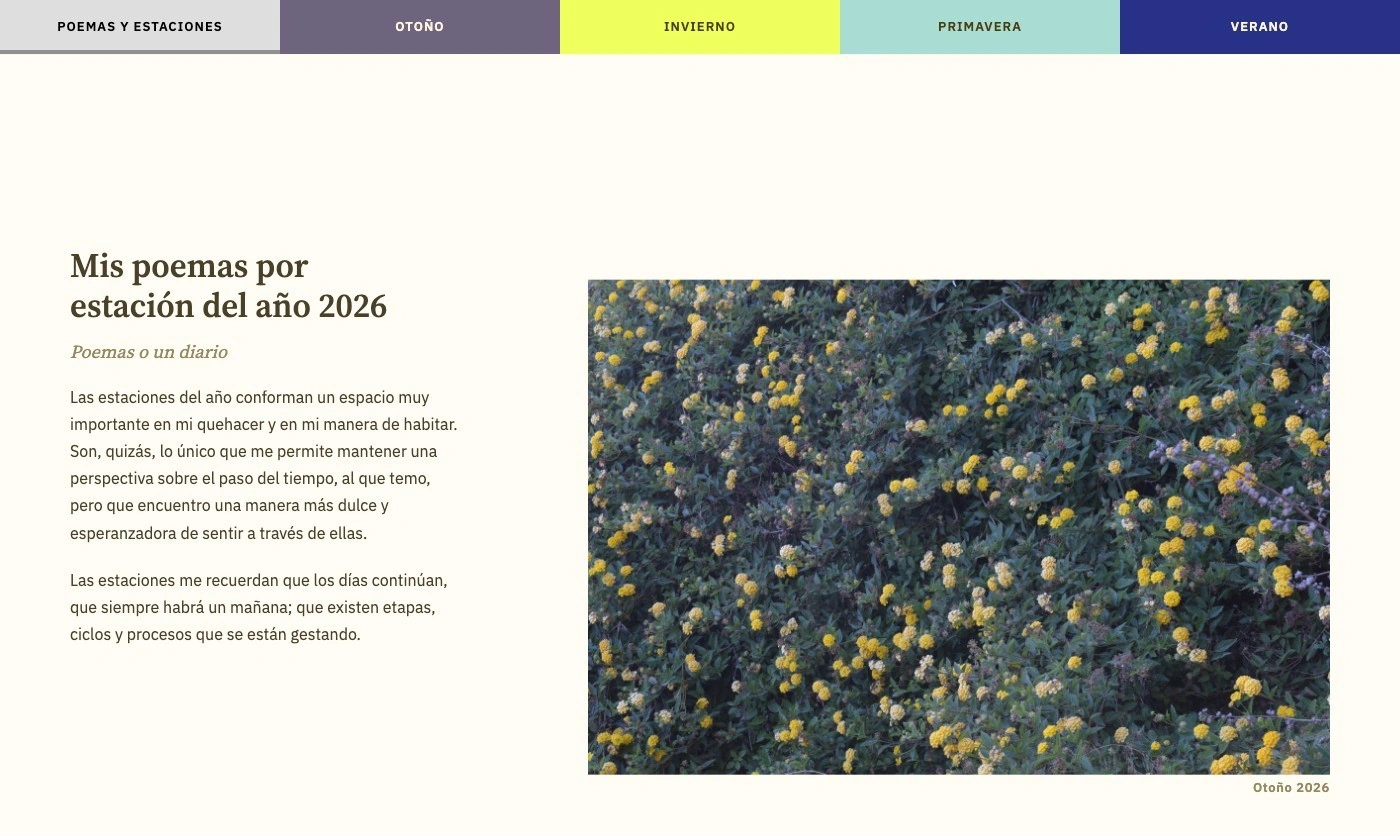 POEMAS Y ESTACIONES
OTOÑO
INVIERNO
PRIMAVERA
VERANO
Mis poemas por
estación del año 2026
Poemas o un diario
Las estaciones del año conforman un espacio muy
importante en mi quehacer y en mi manera de habitar.
Son, quizás, lo único que me permite mantener una
perspectiva sobre el paso del tiempo, al que temo,
pero que encuentro una manera más dulce y
esperanzadora de sentir a través de ellas.
Las estaciones me recuerdan que los días continúan,
que siempre habrá un mañana; que existen etapas,
ciclos y procesos que se están gestando.
Otoño 2026